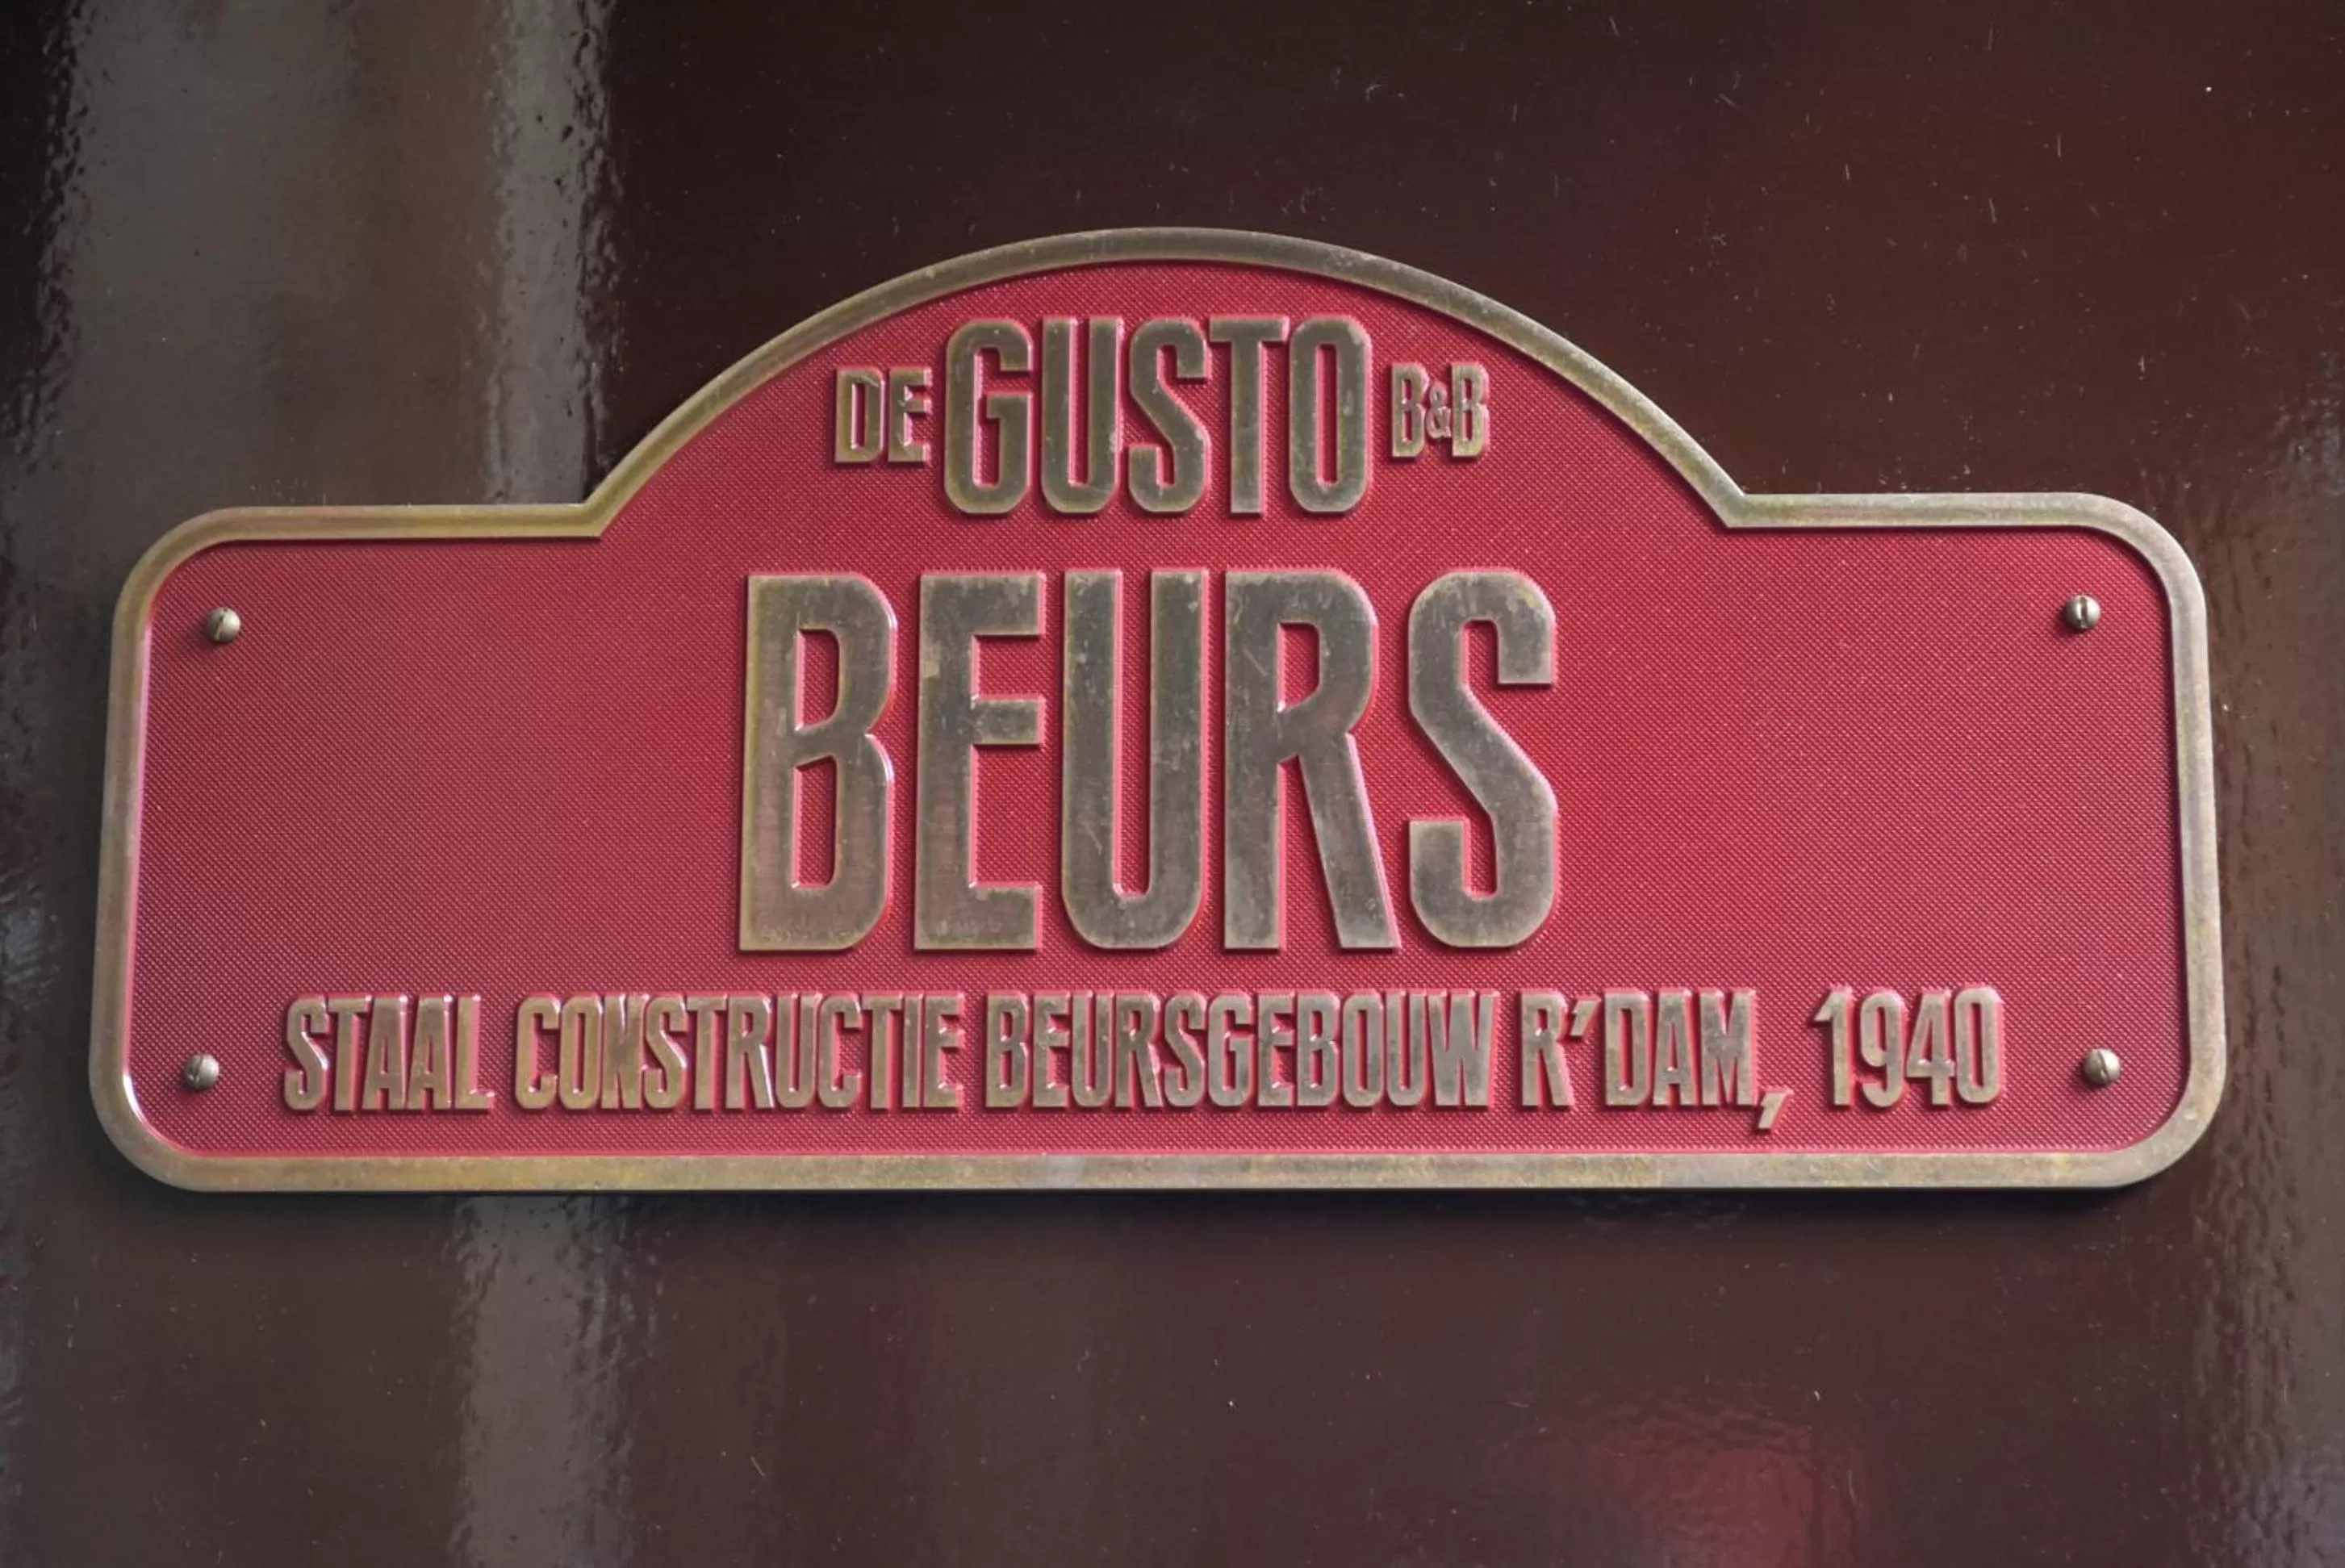 DE GUSTO B&B
BEURS
STAAL CONSTRUCTIE BEURSGEBOUW R'DAM, 1940